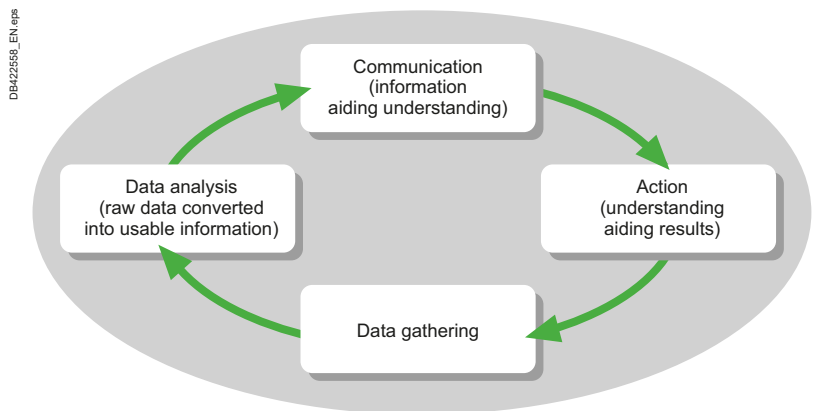 DB422558_EN.eps
Communication
(information
aiding understanding)
Data analysis
(raw data converted
into usable information)
Action
(understanding
aiding results)
Data gathering